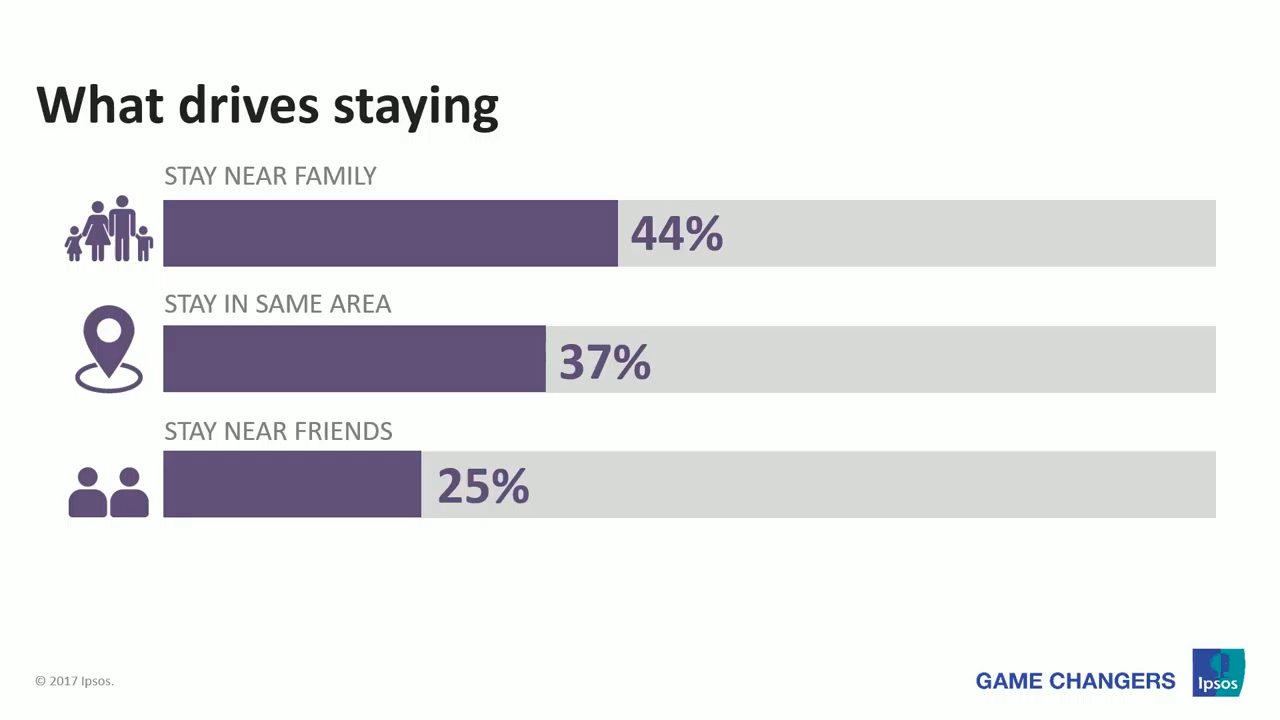 What drives staying
STAY NEAR FAMILY
44%
STAY IN SAME AREA
37%
STAY NEAR FRIENDS
25%
© 2017 Ipsos.
GAME CHANGERS
Ipsos